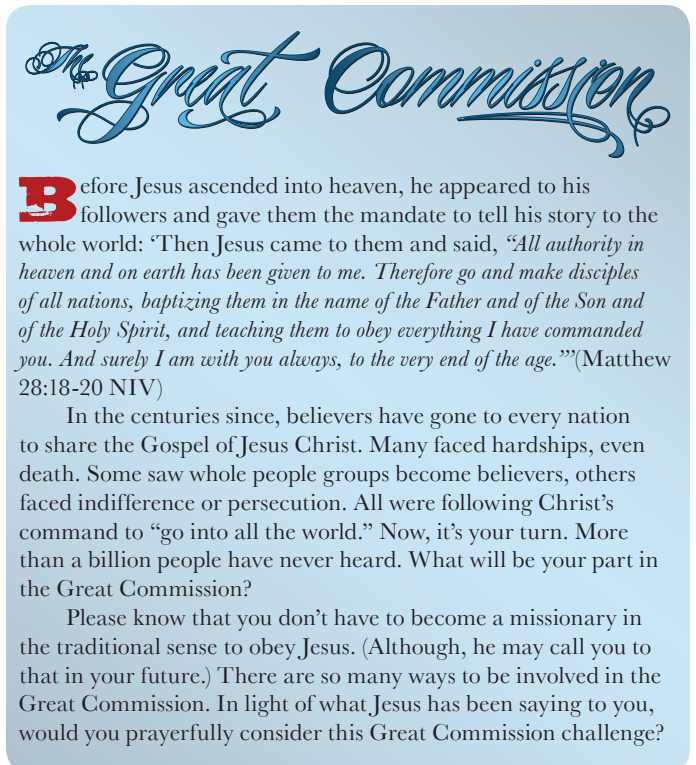 The Great Commission
Before Jesus ascended into heaven, he appeared to his
followers and gave them the mandate to tell his story to the
whole world: ‘Then Jesus came to them and said, “All authority in
heaven and on earth has been given to me. Therefore go and make disciples
of all nations, baptizing them in the name of the Father and of the Son and
of the Holy Spirit, and teaching them to obey everything I have commanded
you. And surely I am with you always, to the very end of the age.”’(Matthew
28:18-20 NIV)
In the centuries since, believers have gone to every nation
to share the Gospel of Jesus Christ. Many faced hardships, even
death. Some saw whole people groups become believers, others
faced indifference or persecution. All were following Christ’s
command to “go into all the world.” Now, it’s your turn. More
than a billion people have never heard. What will be your part in
the Great Commission?
Please know that you don’t have to become a missionary in
the traditional sense to obey Jesus. (Although, he may call you to
that in your future.) There are so many ways to be involved in the
Great Commission. In light of what Jesus has been saying to you,
would you prayerfully consider this Great Commission challenge?